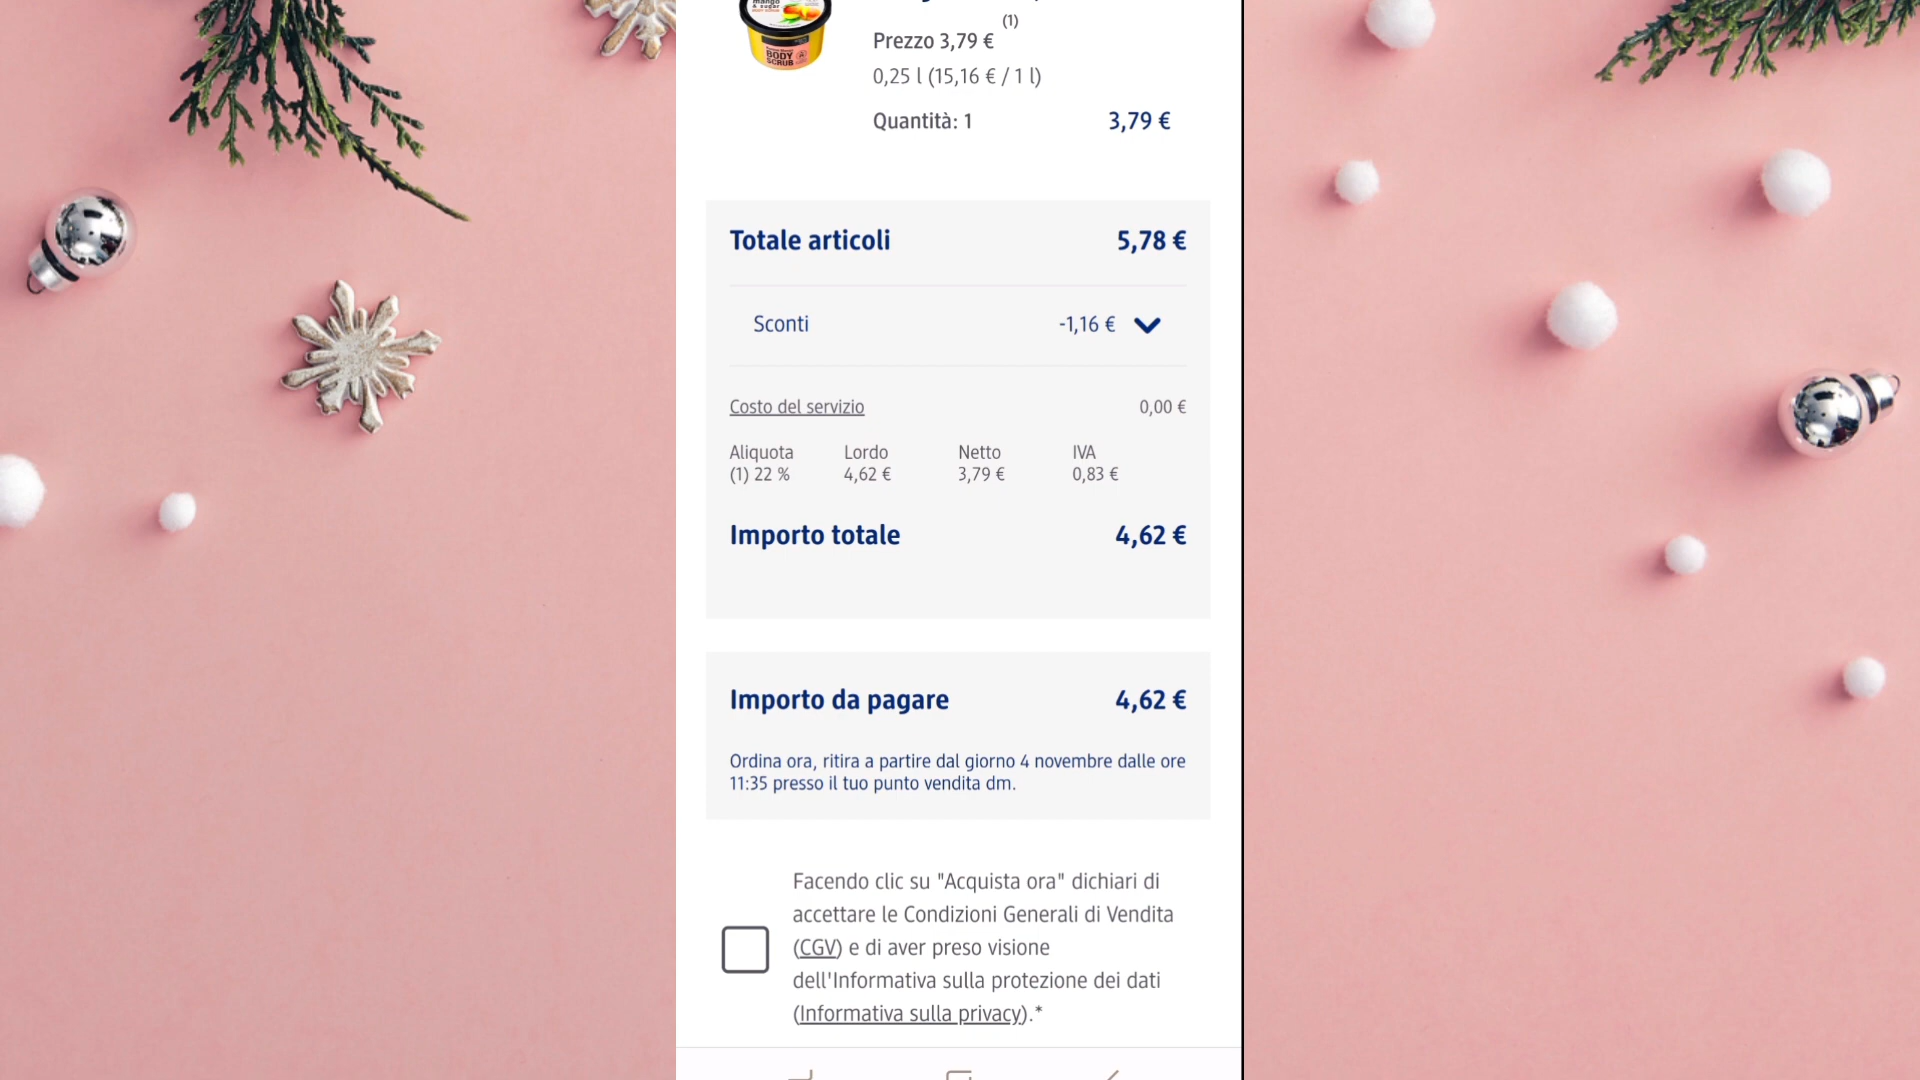 mango
& sugar
BODY
SCRUB
(1)
Prezzo 3,79 €
0,25 l (15,16 € / 1 l)
Quantità: 1 3,79 €
Totale articoli 5,78 €
Sconti -1,16 €
Costo del servizio 0,00 €
Aliquota Lordo Netto IVA
(1) 22 % 4,62 € 3,79 € 0,83 €
Importo totale 4,62 €
Importo da pagare 4,62 €
Ordina ora, ritira a partire dal giorno 4 novembre dalle ore
11:35 presso il tuo punto vendita dm.
Facendo clic su "Acquista ora" dichiari di
accettare le Condizioni Generali di Vendita
(CGV) e di aver preso visione
dell'Informativa sulla protezione dei dati
(Informativa sulla privacy).*